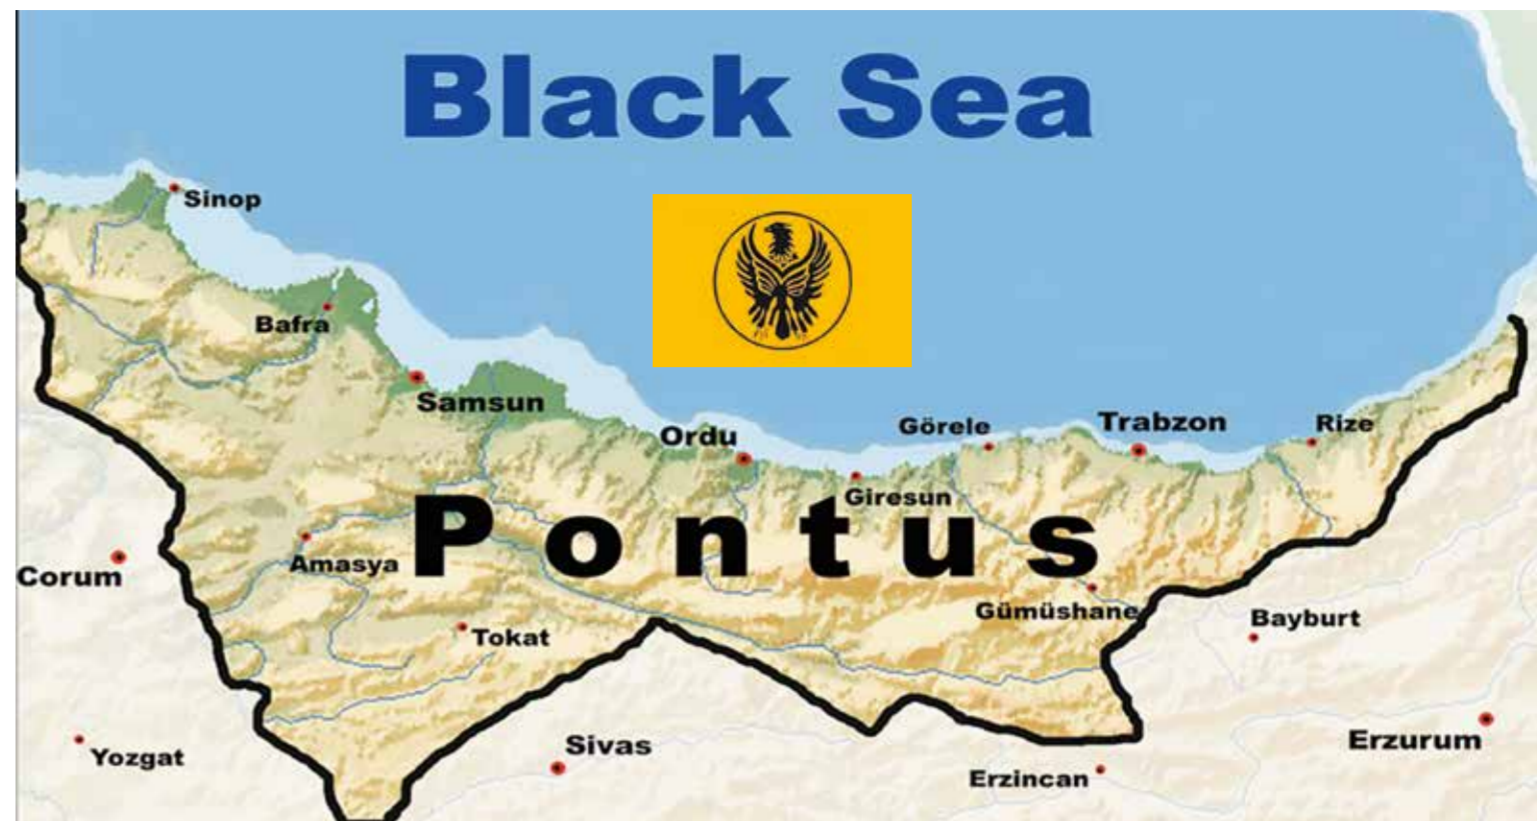 Black Sea
Sinop
Bafra
Samsun
Ordu
Görele
Trabzon
Rize
Giresun
Pontus
Amasya
Corum
Gümüshane
Bayburt
Tokat
Sivas
Yozgat
Erzincan
Erzurum